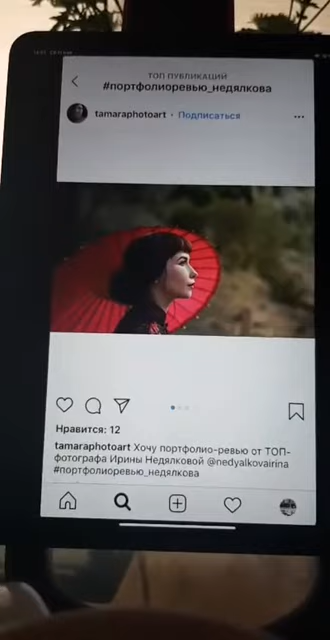 ТОП ПУБЛИКАЦИЙ
#портфолиоревью_недялкова
tamaraphotoart · Подписаться
Нравится: 12
tamaraphotoart Хочу портфолио-ревью от ТОП-
фотографа Ирины Недялковой @nedyalkovairina
#портфолиоревью_недялкова